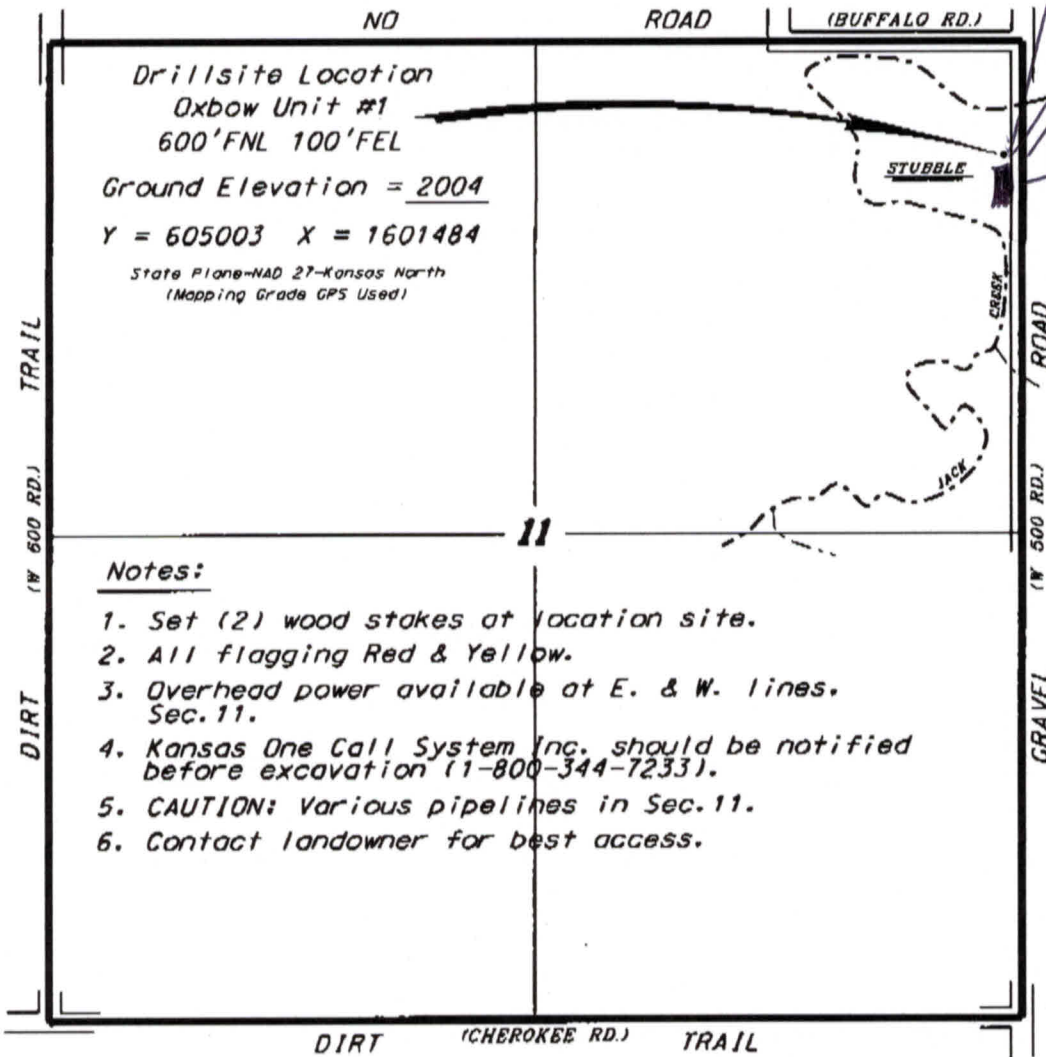 NO ROAD (BUFFALO RD.)
Drillsite Location
Oxbow Unit #1
600'FNL 100'FEL
Ground Elevation = 2004
Y = 605003 X = 1601484
State Plane-NAD 27-Kansas North
(Mapping Grade GPS Used)
STUBBLE
CREEK
JACK
TRAIL
(W 600 RD.)
DIRT
ROAD
(W 500 RD.)
GRAVEL
11
Notes:
1. Set (2) wood stakes at location site.
2. All flagging Red & Yellow.
3. Overhead power available at E. & W. lines.
Sec. 11.
4. Kansas One Call System Inc. should be notified
before excavation (1-800-344-7233).
5. CAUTION: Various pipelines in Sec. 11.
6. Contact landowner for best access.
DIRT (CHEROKEE RD.) TRAIL